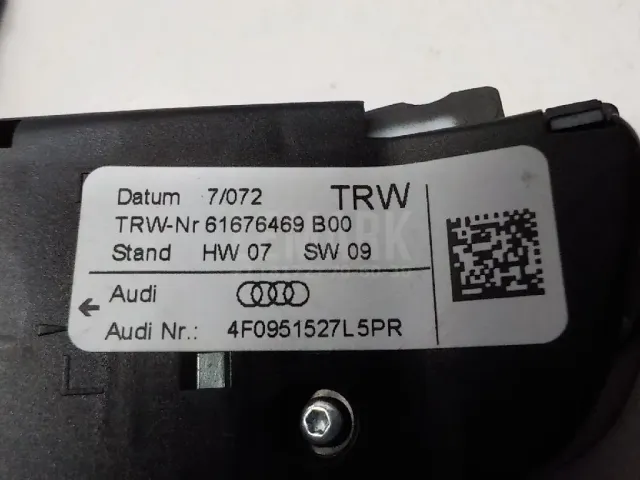 Datum 7/072 TRW
TRW-Nr 61676469 B00
Stand HW 07 SW 09
Audi
Audi Nr.: 4F0951527L5PR